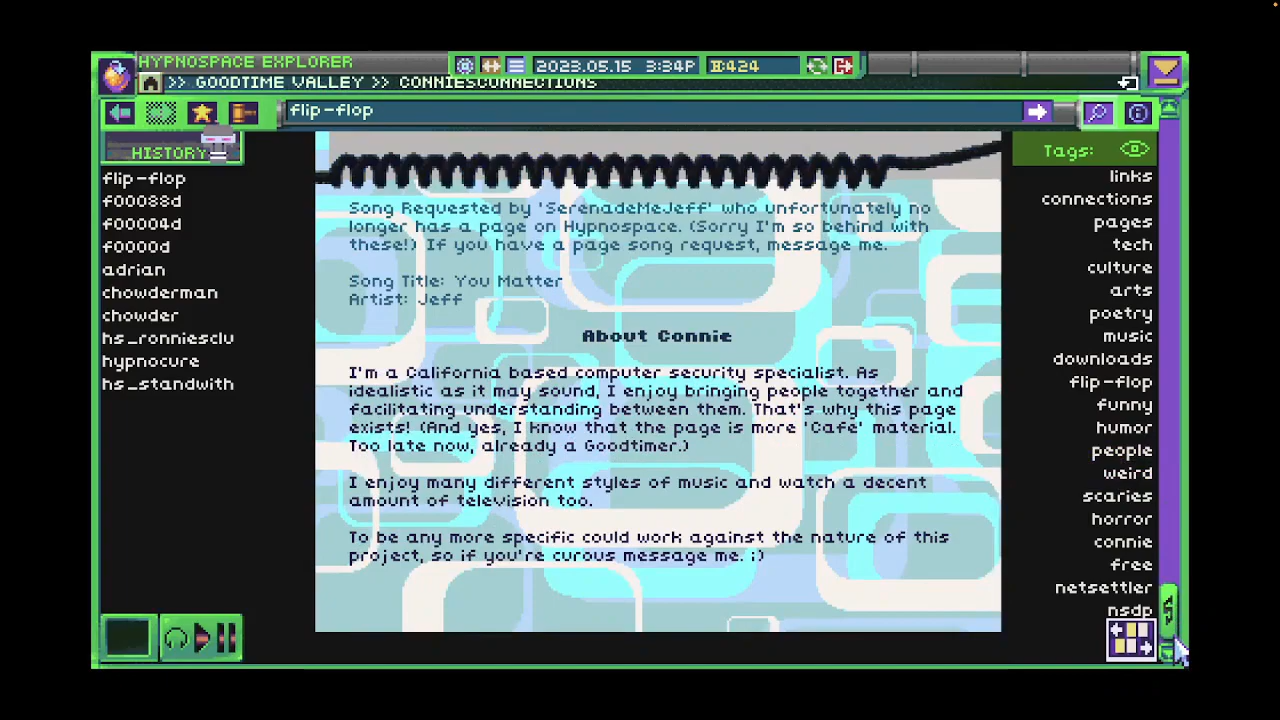 HYPNOSPACE EXPLORER
2023.05.15 3:34P
424
>> GOODTIME VALLEY >> CONNIESCONNECTIONS
flip-flop
HISTORY
flip-flop
f00088d
f00004d
f0000d
adrian
chowderman
chowder
hs_ronniesclu
hypnocure
hs_standwith
Song Requested by 'SerenadeMeJeff' who unfortunately no
longer has a page on Hypnospace. (Sorry I'm so behind with
these!) If you have a page song request, message me.
Song Title: You Matter
Artist: Jeff
About Connie
I'm a California based computer security specialist. As
idealistic as it may sound, I enjoy bringing people together and
facilitating understanding between them. That's why this page
exists! (And yes, I know that the page is more 'Cafe' material.
Too late now, already a Goodtimer.)
I enjoy many different styles of music and watch a decent
amount of television too.
To be any more specific could work against the nature of this
project, so if you're curous message me. ;)
Tags:
links
connections
pages
tech
culture
arts
poetry
music
downloads
flip-flop
funny
humor
people
weird
scaries
horror
connie
free
netsettler
nsdp